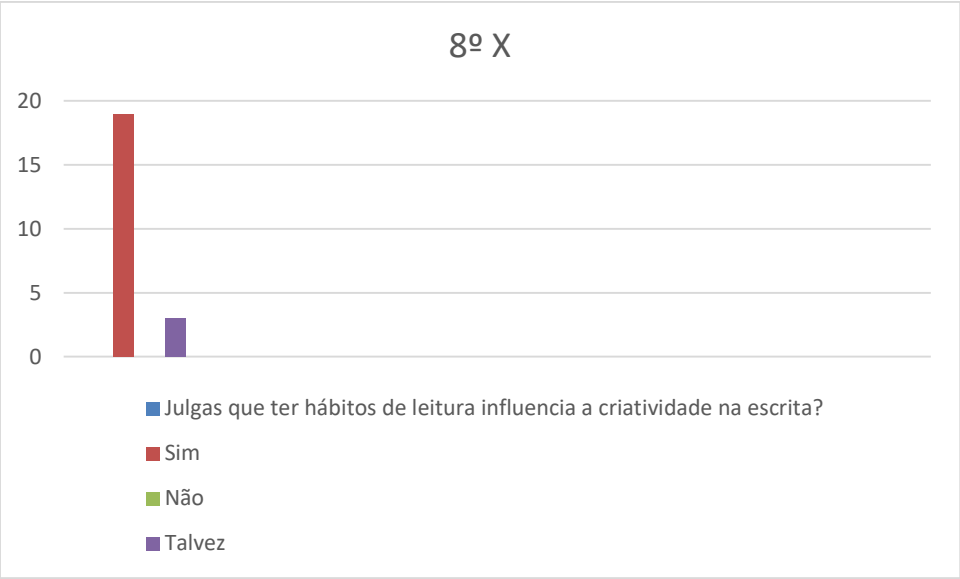 8º X
20
15
10
5
0
Julgas que ter hábitos de leitura influencia a criatividade na escrita?
Sim
Não
Talvez